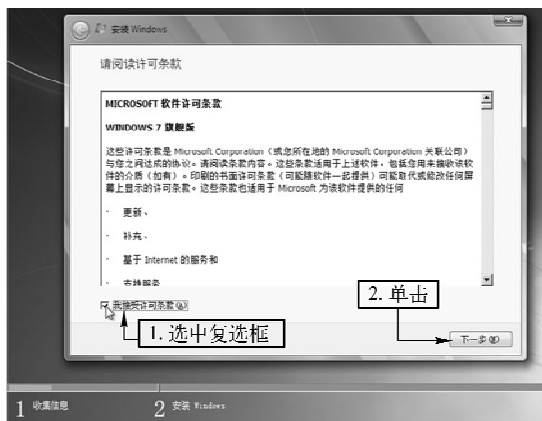 安装 Windows
请阅读许可条款
MICROSOFT 软件许可条款
WINDOWS 7 旗舰版
这些许可条款是 Microsoft Corporation（或您所在地的 Microsoft Corporation 关联公司）
与您之间达成的协议。请阅读条款内容。这些条款适用于上述软件，包括您用来接收该软
件的介质（如有）。印刷的书面许可条款（可能随软件一起提供）可能取代或修改任何屏
幕上显示的许可条款。这些条款也适用于 Microsoft 为该软件提供的任何
· 更新、
· 补充、
· 基于 Internet 的服务和
· 支持服务
我接受许可条款(A)
2. 单击
1. 选中复选框
下一步(N)
1 收集信息
2 安装 Windows